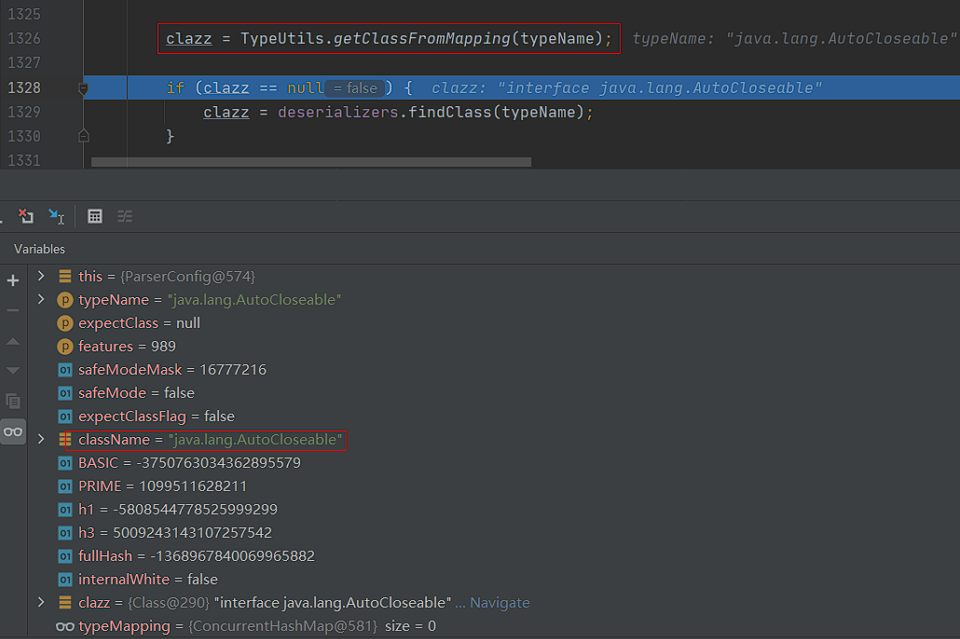 1325
1326 clazz = TypeUtils.getClassFromMapping(typeName); typeName: "java.lang.AutoCloseable"
1327
1328 if (clazz == null = false ) { clazz: "interface java.lang.AutoCloseable"
1329 clazz = deserializers.findClass(typeName);
1330 }
1331
Variables
this = {ParserConfig@574}
typeName = "java.lang.AutoCloseable"
expectClass = null
features = 989
safeModeMask = 16777216
safeMode = false
expectClassFlag = false
className = "java.lang.AutoCloseable"
BASIC = -3750763034362895579
PRIME = 1099511628211
h1 = -5808544778525999299
h3 = 5009243143107257542
fullHash = -1368967840069965882
internalWhite = false
clazz = {Class@290} "interface java.lang.AutoCloseable" ... Navigate
typeMapping = {ConcurrentHashMap@581} size = 0